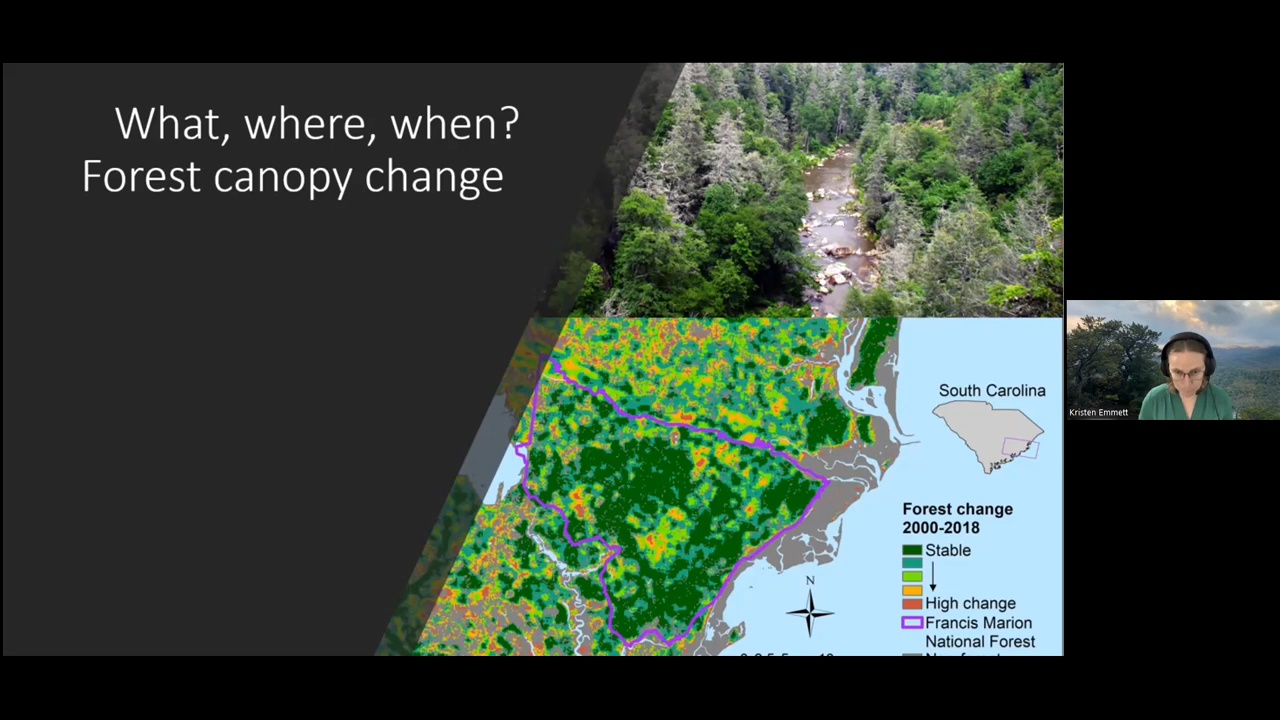 What, where, when?
Forest canopy change
South Carolina
Forest change
2000-2018
Stable
High change
Francis Marion
National Forest
N
Kristen Emmett